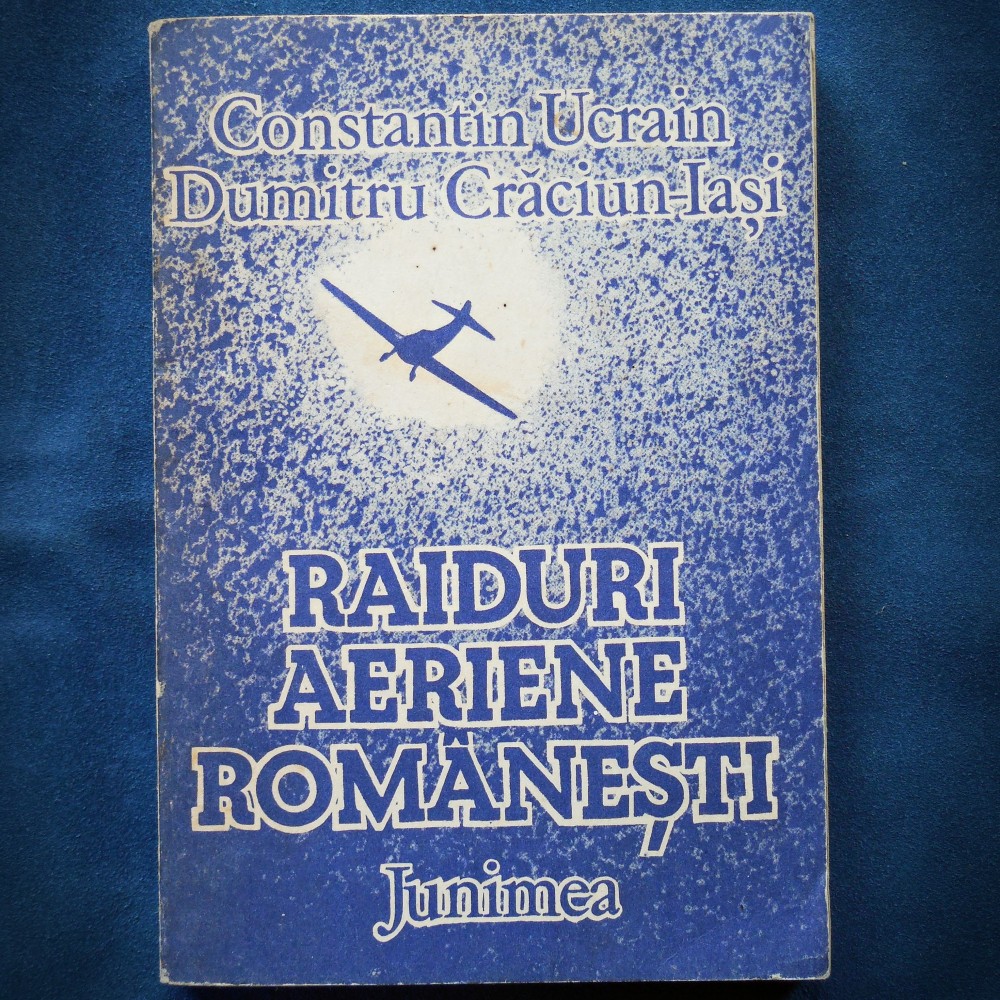 Constantin Ucrain
Dumitru Crăciun-Iași
RAIDURI
AERIENE
ROMÂNEȘTI
Junimea